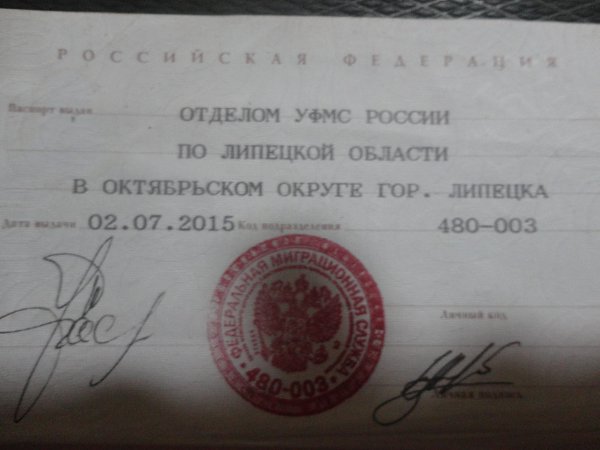 РОССИЙСКАЯ ФЕДЕРАЦИЯ
Паспорт выдан ОТДЕЛОМ УФМС РОССИИ
ПО ЛИПЕЦКОЙ ОБЛАСТИ
В ОКТЯБРЬСКОМ ОКРУГЕ ГОР. ЛИПЕЦКА
Дата выдачи 02.07.2015 Код подразделения 480-003
ФЕДЕРАЛЬНАЯ МИГРАЦИОННАЯ СЛУЖБА
480-003
Личный код
Личная подпись